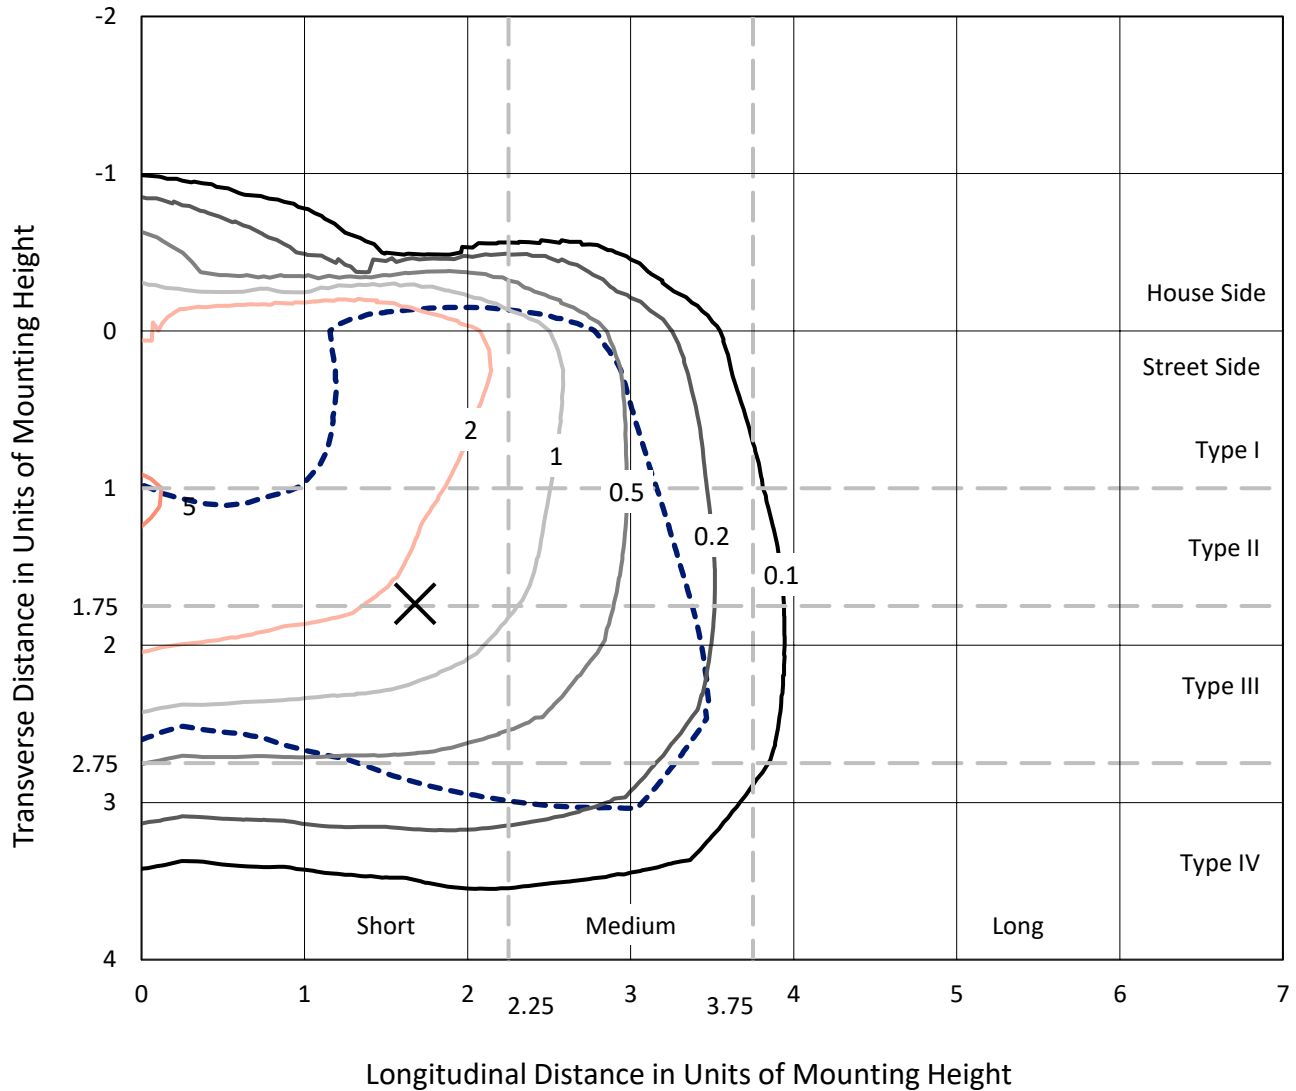 -2
-1
0
1
1.75
2
2.75
3
4
Transverse Distance in Units of Mounting Height
House Side
Street Side
Type I
Type II
Type III
Type IV
2
1
0.5
5
0.2
0.1
Short
Medium
Long
0
1
2
2.25
3
3.75
4
5
6
7
Longitudinal Distance in Units of Mounting Height